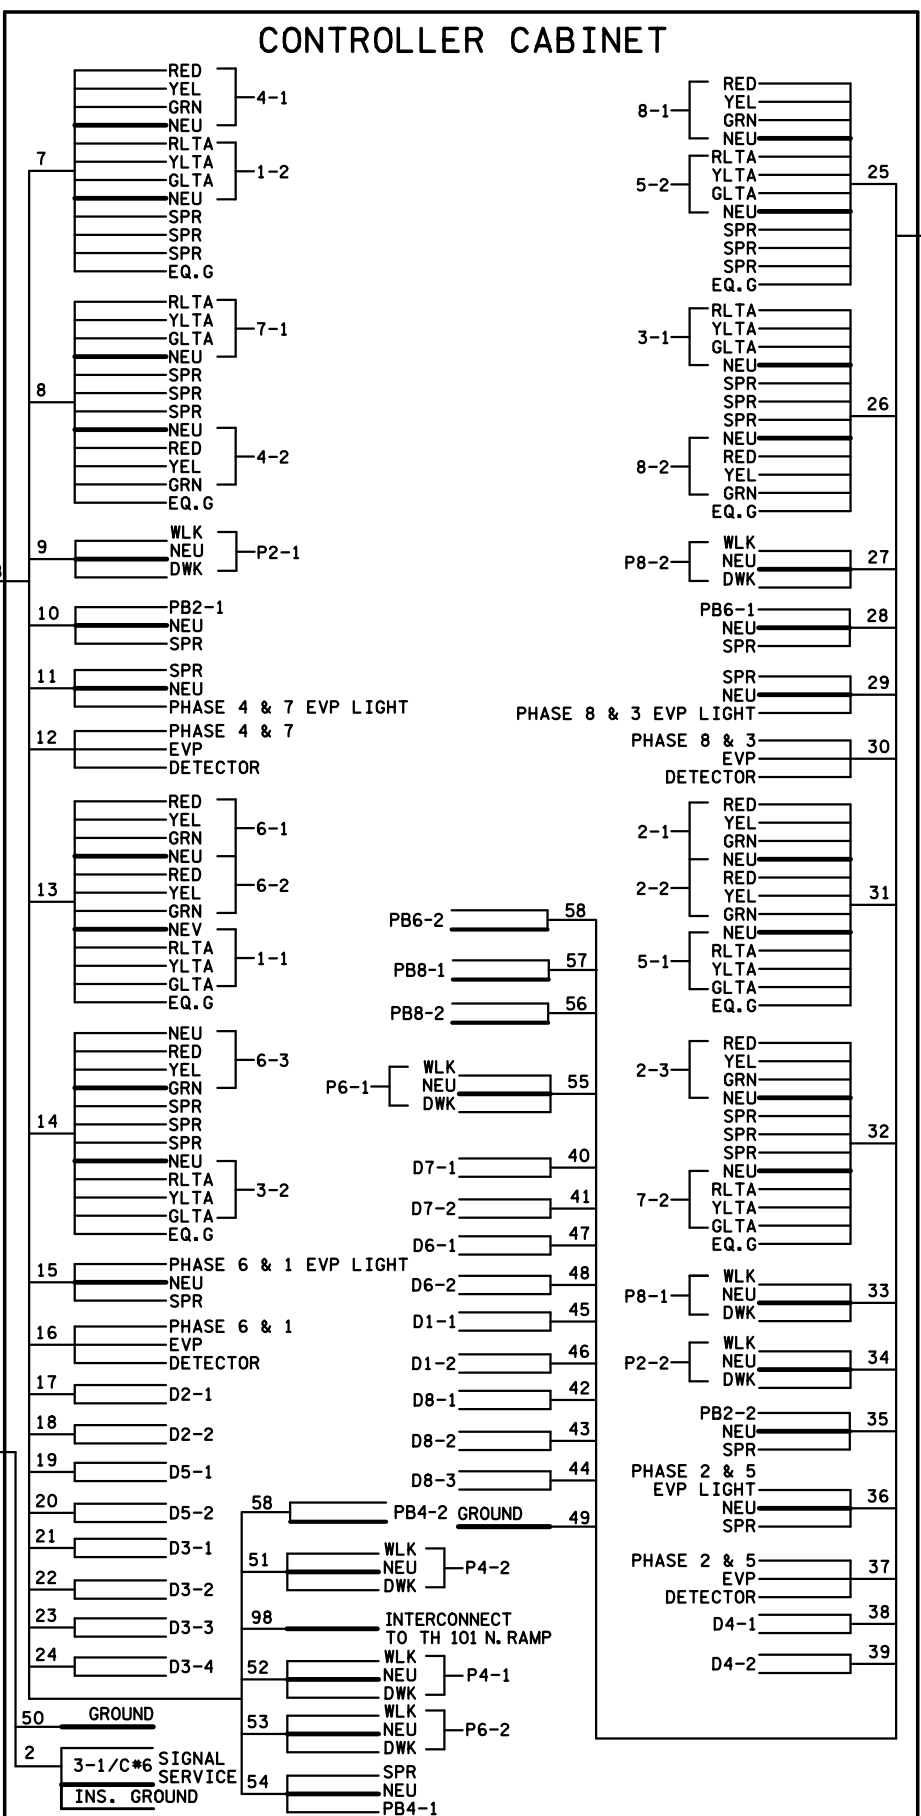 CONTROLLER CABINET
7
RED
YEL
GRN
NEU
4-1
RLTA
YLTA
GLTA
NEU
1-2
SPR
SPR
SPR
EQ.G
8
RLTA
YLTA
GLTA
NEU
7-1
SPR
SPR
SPR
NEU
RED
YEL
GRN
4-2
EQ.G
9
WLK
NEU
DWK
P2-1
10
PB2-1
NEU
SPR
11
SPR
NEU
PHASE 4 & 7 EVP LIGHT
12
PHASE 4 & 7
EVP
DETECTOR
13
RED
YEL
GRN
NEU
6-1
RED
YEL
GRN
6-2
NEV
RLTA
YLTA
GLTA
1-1
EQ.G
14
NEU
RED
YEL
GRN
6-3
SPR
SPR
SPR
NEU
RLTA
YLTA
GLTA
3-2
EQ.G
15
PHASE 6 & 1 EVP LIGHT
NEU
SPR
16
PHASE 6 & 1
EVP
DETECTOR
17
D2-1
18
D2-2
19
D5-1
20
D5-2
21
D3-1
22
D3-2
23
D3-3
24
D3-4
50
GROUND
2
3-1/C#6 SIGNAL
SERVICE
INS. GROUND
PB6-2
58
PB8-1
57
PB8-2
56
P6-1
WLK
NEU
DWK
55
D7-1
40
D7-2
41
D6-1
47
D6-2
48
D1-1
45
D1-2
46
D8-1
42
D8-2
43
D8-3
44
GROUND
49
58
PB4-2
51
WLK
NEU
DWK
P4-2
98
INTERCONNECT
TO TH 101 N. RAMP
52
WLK
NEU
DWK
P4-1
53
WLK
NEU
DWK
P6-2
54
SPR
NEU
PB4-1
8-1
RED
YEL
GRN
NEU
5-2
RLTA
YLTA
GLTA
NEU
SPR
SPR
SPR
EQ.G
25
3-1
RLTA
YLTA
GLTA
NEU
SPR
SPR
SPR
8-2
NEU
RED
YEL
GRN
EQ.G
26
P8-2
WLK
NEU
DWK
27
PB6-1
NEU
SPR
28
SPR
NEU
PHASE 8 & 3 EVP LIGHT
29
PHASE 8 & 3
EVP
DETECTOR
30
2-1
RED
YEL
GRN
NEU
2-2
RED
YEL
GRN
5-1
NEU
RLTA
YLTA
GLTA
EQ.G
31
2-3
RED
YEL
GRN
NEU
SPR
SPR
SPR
7-2
NEU
RLTA
YLTA
GLTA
EQ.G
32
P8-1
WLK
NEU
DWK
33
P2-2
WLK
NEU
DWK
34
PB2-2
NEU
SPR
35
PHASE 2 & 5
EVP LIGHT
NEU
SPR
36
PHASE 2 & 5
EVP
DETECTOR
37
D4-1
38
D4-2
39